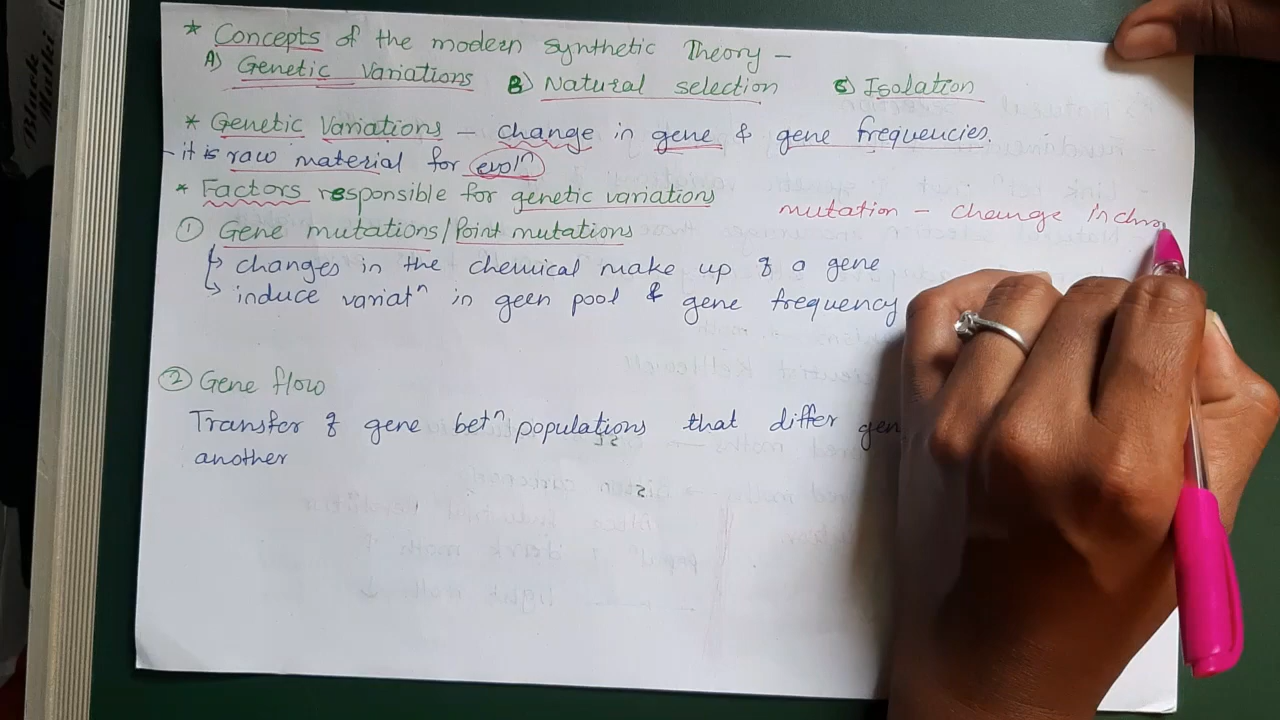 * Concepts of the modern synthetic Theory -
A) Genetic Variations B) Natural selection C) Isolation
* Genetic Variations - change in gene & gene frequencies.
- it is raw material for evolⁿ
* Factors responsible for genetic variations
mutation - change in chro
① Gene mutations/Point mutations
changes in the chemical make up of a gene
induce variatⁿ in geen pool & gene frequency
② Gene flow
Transfer of gene betⁿ populations that differ gen
another